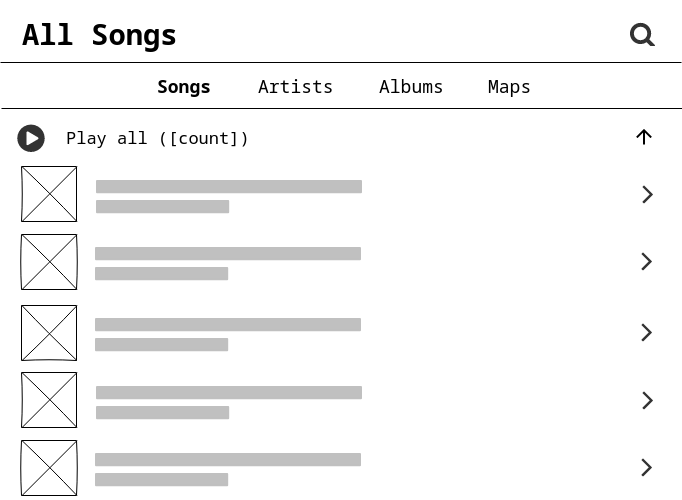 All Songs
Songs Artists Albums Maps
Play all ([count])